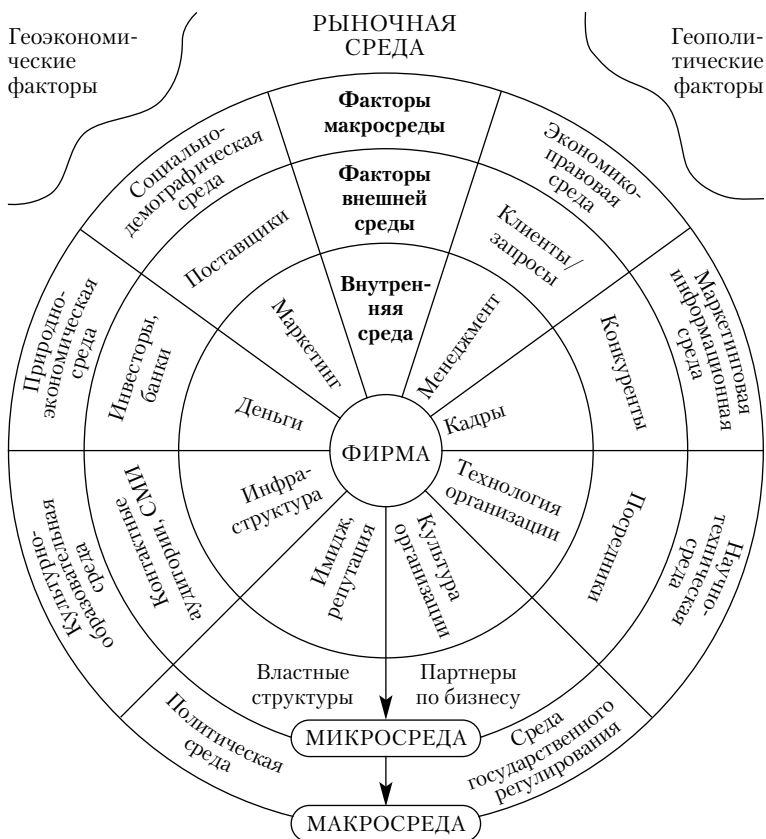 РЫНОЧНАЯ
СРЕДА
Геоэкономи-
ческие
факторы
Геополи-
тические
факторы
Факторы
макросреды
Социально-
демографическая
среда
Экономико-
правовая
среда
Природно-
экономическая
среда
Маркетинговая
информационная
среда
Культурно-
образовательная
среда
Научно-
техническая
среда
Политическая
среда
Среда
государственного
регулирования
Факторы
внешней
среды
Поставщики
Клиенты/
запросы
Инвесторы,
банки
Конкуренты
Контактные
аудитории, СМИ
Посредники
Властные
структуры
Партнеры
по бизнесу
Внутрен-
няя
среда
Маркетинг
Менеджмент
Деньги
Кадры
ФИРМА
Инфра-
структура
Технология
организации
Имидж,
репутация
Культура
организации
МИКРОСРЕДА
МАКРОСРЕДА